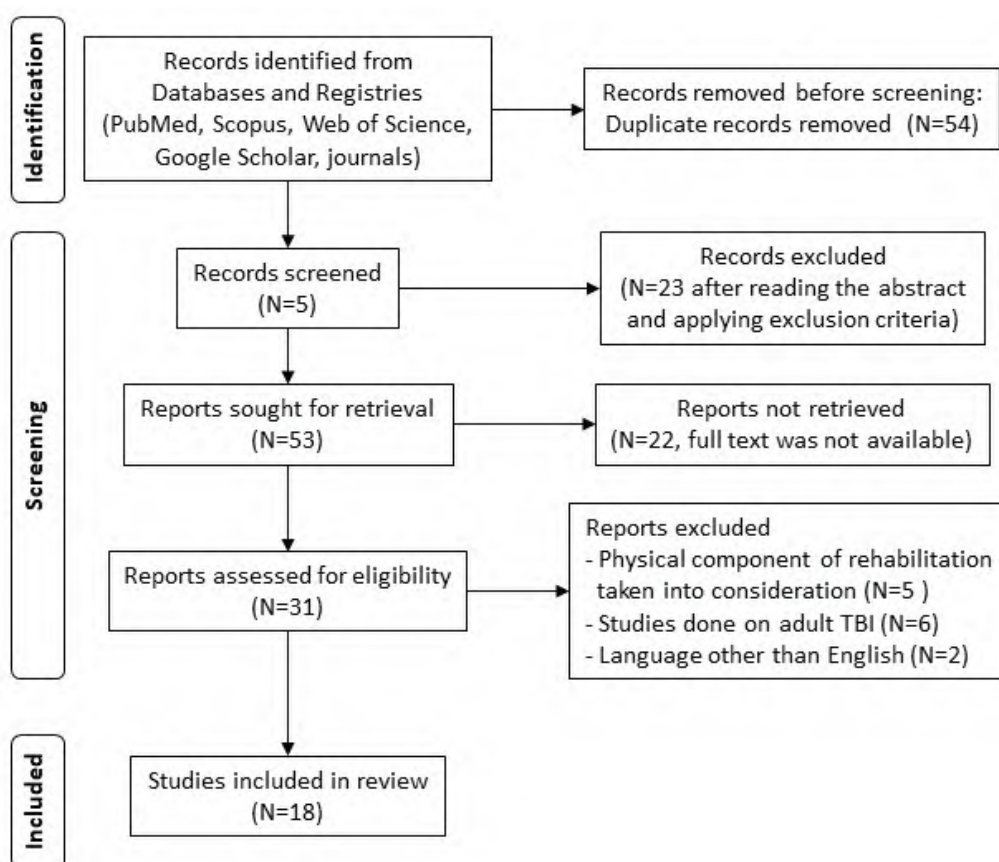 Identification
Records identified from
Databases and Registries
(PubMed, Scopus, Web of Science,
Google Scholar, journals)
Records removed before screening:
Duplicate records removed (N=54)
Screening
Records screened
(N=5)
Records excluded
(N=23 after reading the abstract
and applying exclusion criteria)
Reports sought for retrieval
(N=53)
Reports not retrieved
(N=22, full text was not available)
Reports assessed for eligibility
(N=31)
Reports excluded
- Physical component of rehabilitation
taken into consideration (N=5 )
- Studies done on adult TBI (N=6)
- Language other than English (N=2)
Included
Studies included in review
(N=18)